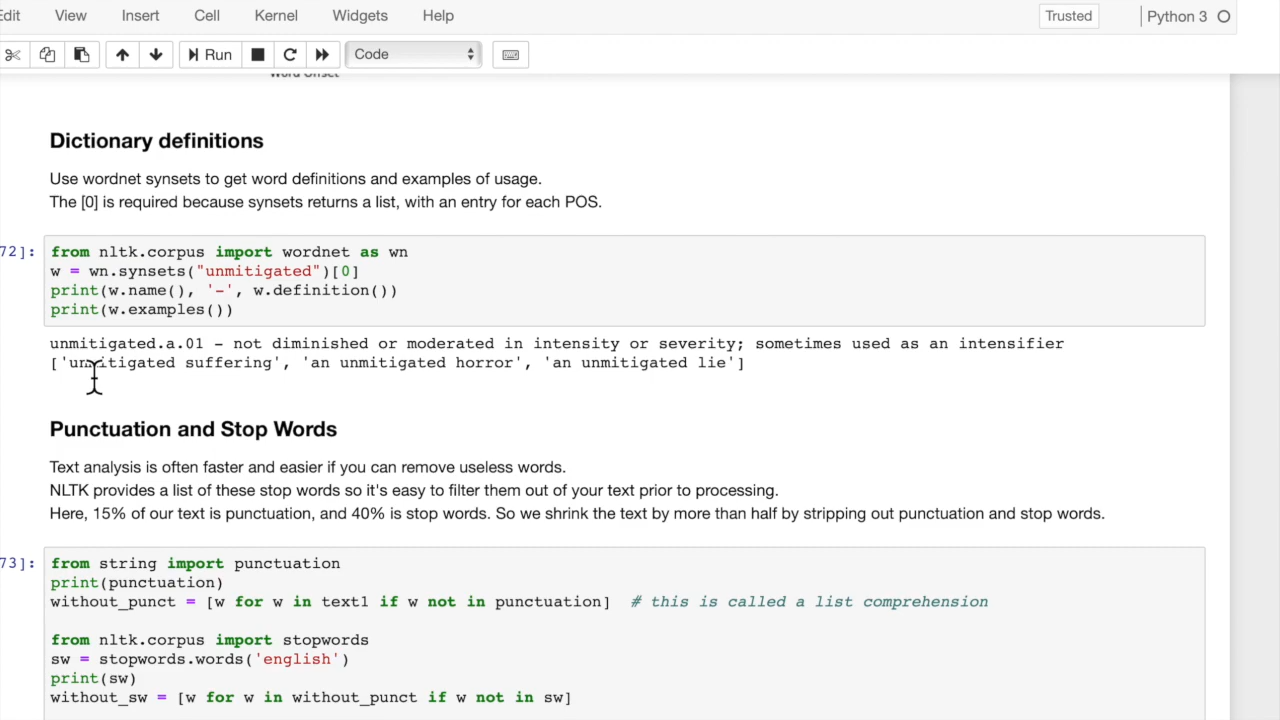 Edit View Insert Cell Kernel Widgets Help Trusted Python 3
Run Code
Word Offset
Dictionary definitions
Use wordnet synsets to get word definitions and examples of usage.
The [0] is required because synsets returns a list, with an entry for each POS.
72]: from nltk.corpus import wordnet as wn
w = wn.synsets("unmitigated")[0]
print(w.name(), '-', w.definition())
print(w.examples())
unmitigated.a.01 - not diminished or moderated in intensity or severity; sometimes used as an intensifier
['unmitigated suffering', 'an unmitigated horror', 'an unmitigated lie']
Punctuation and Stop Words
Text analysis is often faster and easier if you can remove useless words.
NLTK provides a list of these stop words so it's easy to filter them out of your text prior to processing.
Here, 15% of our text is punctuation, and 40% is stop words. So we shrink the text by more than half by stripping out punctuation and stop words.
73]: from string import punctuation
print(punctuation)
without_punct = [w for w in text1 if w not in punctuation]  # this is called a list comprehension
from nltk.corpus import stopwords
sw = stopwords.words('english')
print(sw)
without_sw = [w for w in without_punct if w not in sw]